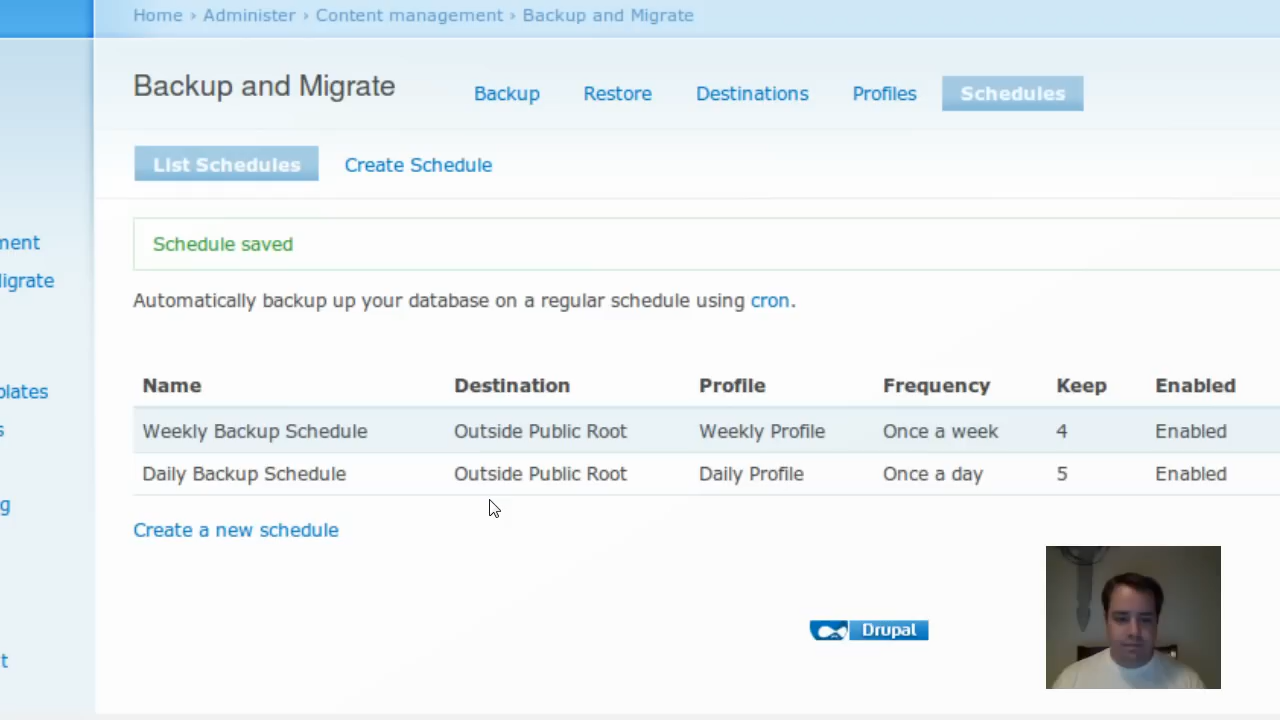 Home › Administer › Content management › Backup and Migrate
Backup and Migrate Backup Restore Destinations Profiles Schedules
List Schedules Create Schedule
Schedule saved
ment
Automatically backup up your database on a regular schedule using cron.
igrate
Name Destination Profile Frequency Keep Enabled
plates
Weekly Backup Schedule Outside Public Root Weekly Profile Once a week 4 Enabled
s
Daily Backup Schedule Outside Public Root Daily Profile Once a day 5 Enabled
g
Create a new schedule
Drupal
t